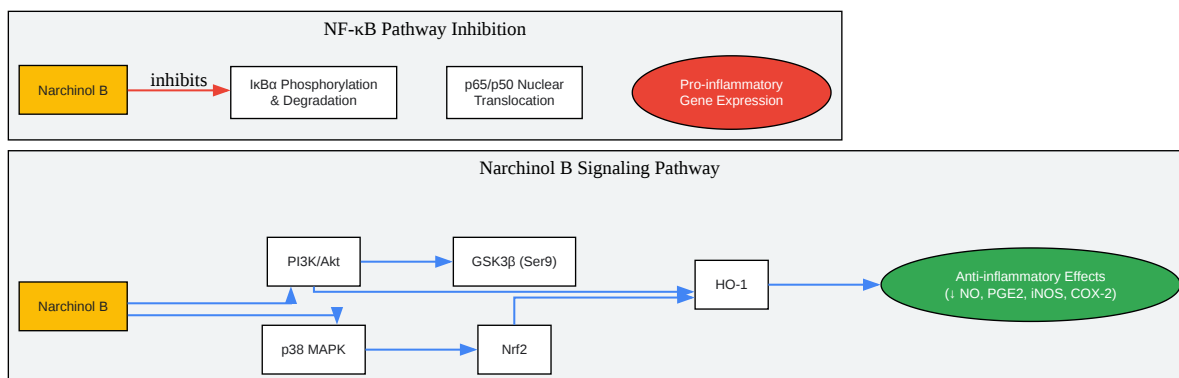 NF-κB Pathway Inhibition
Narchinol B
inhibits
IκBα Phosphorylation
& Degradation
p65/p50 Nuclear
Translocation
Pro-inflammatory
Gene Expression
Narchinol B Signaling Pathway
Narchinol B
PI3K/Akt
GSK3β (Ser9)
p38 MAPK
Nrf2
HO-1
Anti-inflammatory Effects
(↓ NO, PGE2, iNOS, COX-2)